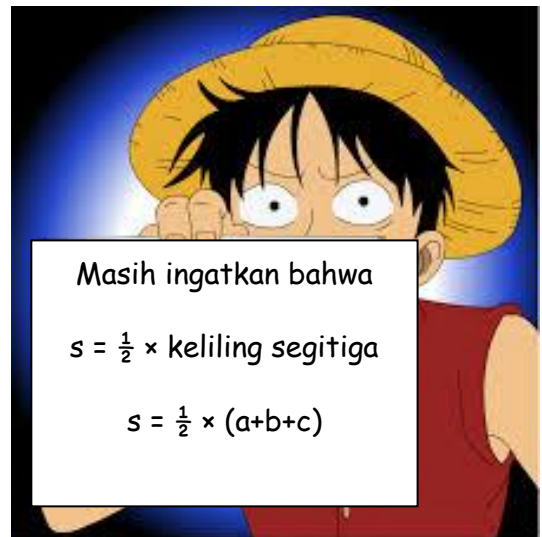 Masih ingatkan bahwa
s = ½ × keliling segitiga
s = ½ × (a+b+c)